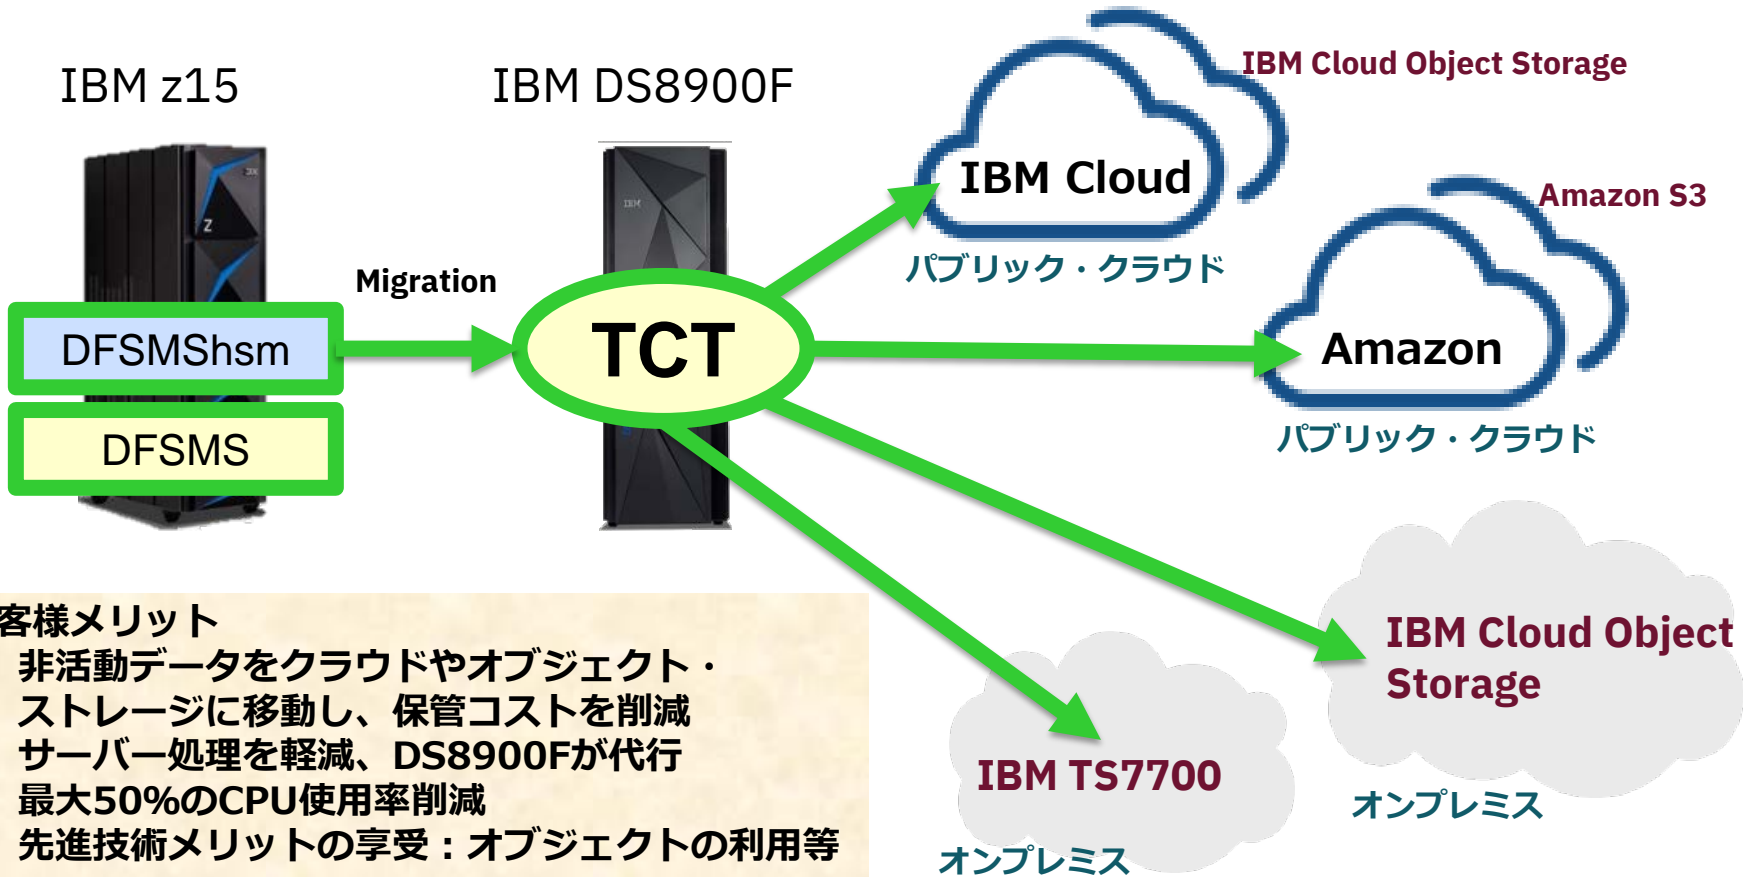 IBM z15
IBM DS8900F
IBM Cloud Object Storage
IBM Cloud
パブリック・クラウド
Amazon S3
Amazon
パブリック・クラウド
Migration
DFSMShsm
TCT
DFSMS
Z
IBM
客様メリット
非活動データをクラウドやオブジェクト・
ストレージに移動し、保管コストを削減
サーバー処理を軽減、DS8900Fが代行
最大50%のCPU使用率削減
先進技術メリットの享受：オブジェクトの利用等
IBM Cloud Object
Storage
オンプレミス
IBM TS7700
オンプレミス